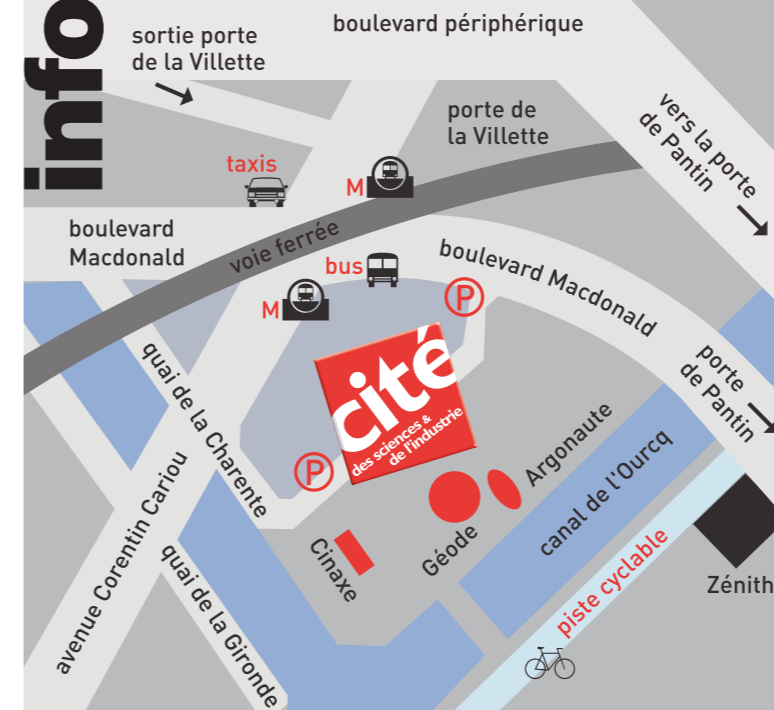 info
sortie porte
de la Villette
boulevard périphérique
porte de
la Villette
vers la porte
de Pantin
taxis
M
boulevard
Macdonald
voie ferrée
bus
M
P
boulevard Macdonald
quai de la Charente
cité
des sciences &
de l'industrie
porte
de Pantin
P
Argonaute
canal de l'Ourcq
avenue Corentin Cariou
Géode
Cinaxe
quai de la Gironde
piste cyclable
Zénith